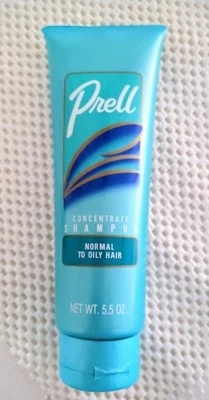 Prell
CONCENTRATE
SHAMPOO
NORMAL
TO OILY HAIR
NET WT. 5.5 OZ.